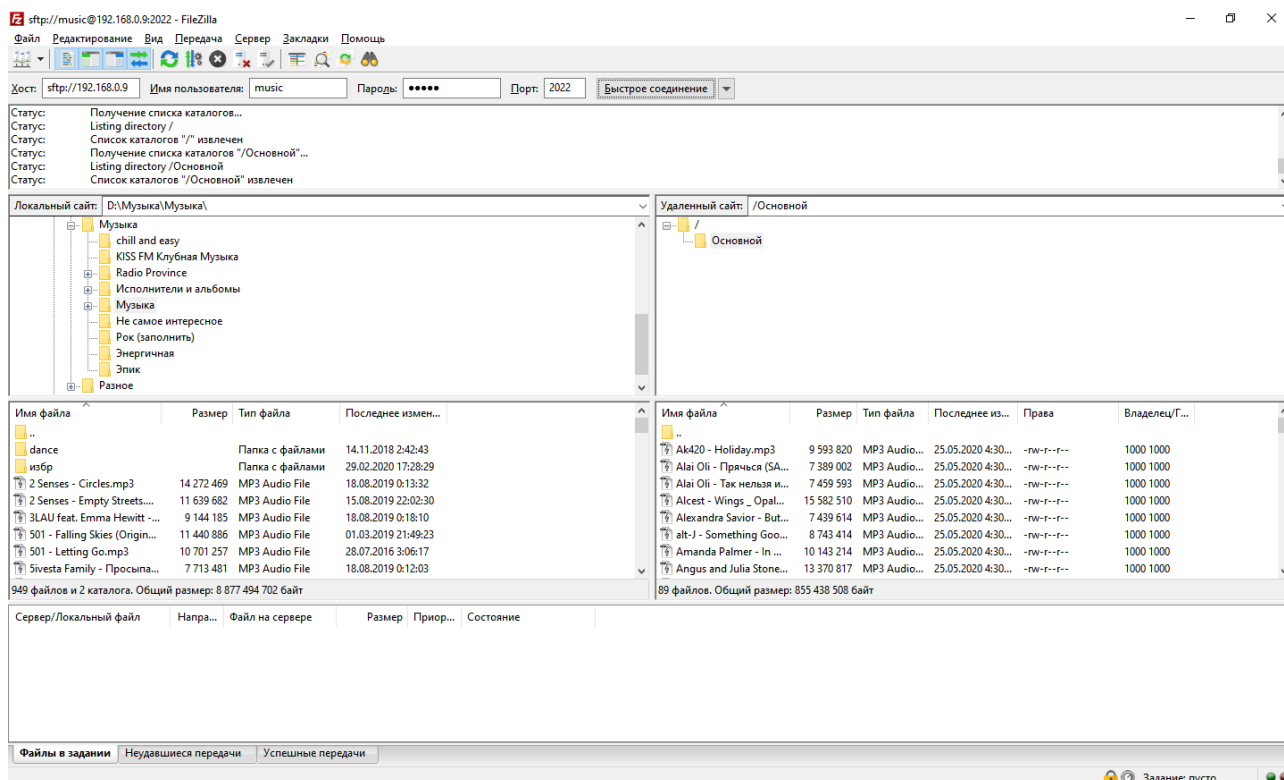 sftp://music@192.168.0.9:2022 - FileZilla
Файл Редактирование Вид Передача Сервер Закладки Помощь
Хост: sftp://192.168.0.9 Имя пользователя: music Пароль: ●●●●● Порт: 2022 Быстрое соединение
Статус: Получение списка каталогов...
Статус: Listing directory /
Статус: Список каталогов "/" извлечен
Статус: Получение списка каталогов "/Основной"...
Статус: Listing directory /Основной
Статус: Список каталогов "/Основной" извлечен
Локальный сайт: D:\Музыка\Музыка\
Музыка
chill and easy
KISS FM Клубная Музыка
Radio Province
Исполнители и альбомы
Музыка
Не самое интересное
Рок (заполнить)
Энергичная
Эпик
Разное
Удаленный сайт: /Основной
/
Основной
Имя файла Размер Тип файла Последнее измен...
..
dance Папка с файлами 14.11.2018 2:42:43
избр Папка с файлами 29.02.2020 17:28:29
2 Senses - Circles.mp3 14 272 469 MP3 Audio File 18.08.2019 0:13:32
2 Senses - Empty Streets.... 11 639 682 MP3 Audio File 15.08.2019 22:02:30
3LAU feat. Emma Hewitt -... 9 144 185 MP3 Audio File 18.08.2019 0:18:10
501 - Falling Skies (Origin... 11 440 886 MP3 Audio File 01.03.2019 21:49:23
501 - Letting Go.mp3 10 701 257 MP3 Audio File 28.07.2016 3:06:17
5ivesta Family - Просыпа... 7 713 481 MP3 Audio File 18.08.2019 0:12:03
949 файлов и 2 каталога. Общий размер: 8 877 494 702 байт
Имя файла Размер Тип файла Последнее из... Права Владелец/Г...
..
Ak420 - Holiday.mp3 9 593 820 MP3 Audio... 25.05.2020 4:30... -rw-r--r-- 1000 1000
Alai Oli - Прячься (SA... 7 389 002 MP3 Audio... 25.05.2020 4:30... -rw-r--r-- 1000 1000
Alai Oli - Так нельзя и... 7 459 593 MP3 Audio... 25.05.2020 4:30... -rw-r--r-- 1000 1000
Alcest - Wings _ Opal... 15 582 510 MP3 Audio... 25.05.2020 4:30... -rw-r--r-- 1000 1000
Alexandra Savior - But... 7 439 614 MP3 Audio... 25.05.2020 4:30... -rw-r--r-- 1000 1000
alt-J - Something Goo... 8 743 414 MP3 Audio... 25.05.2020 4:30... -rw-r--r-- 1000 1000
Amanda Palmer - In ... 10 143 214 MP3 Audio... 25.05.2020 4:30... -rw-r--r-- 1000 1000
Angus and Julia Stone... 13 370 817 MP3 Audio... 25.05.2020 4:30... -rw-r--r-- 1000 1000
89 файлов. Общий размер: 855 438 508 байт
Сервер/Локальный файл Напра... Файл на сервере Размер Приор... Состояние
Файлы в задании Неудавшиеся передачи Успешные передачи
Задание: пусто